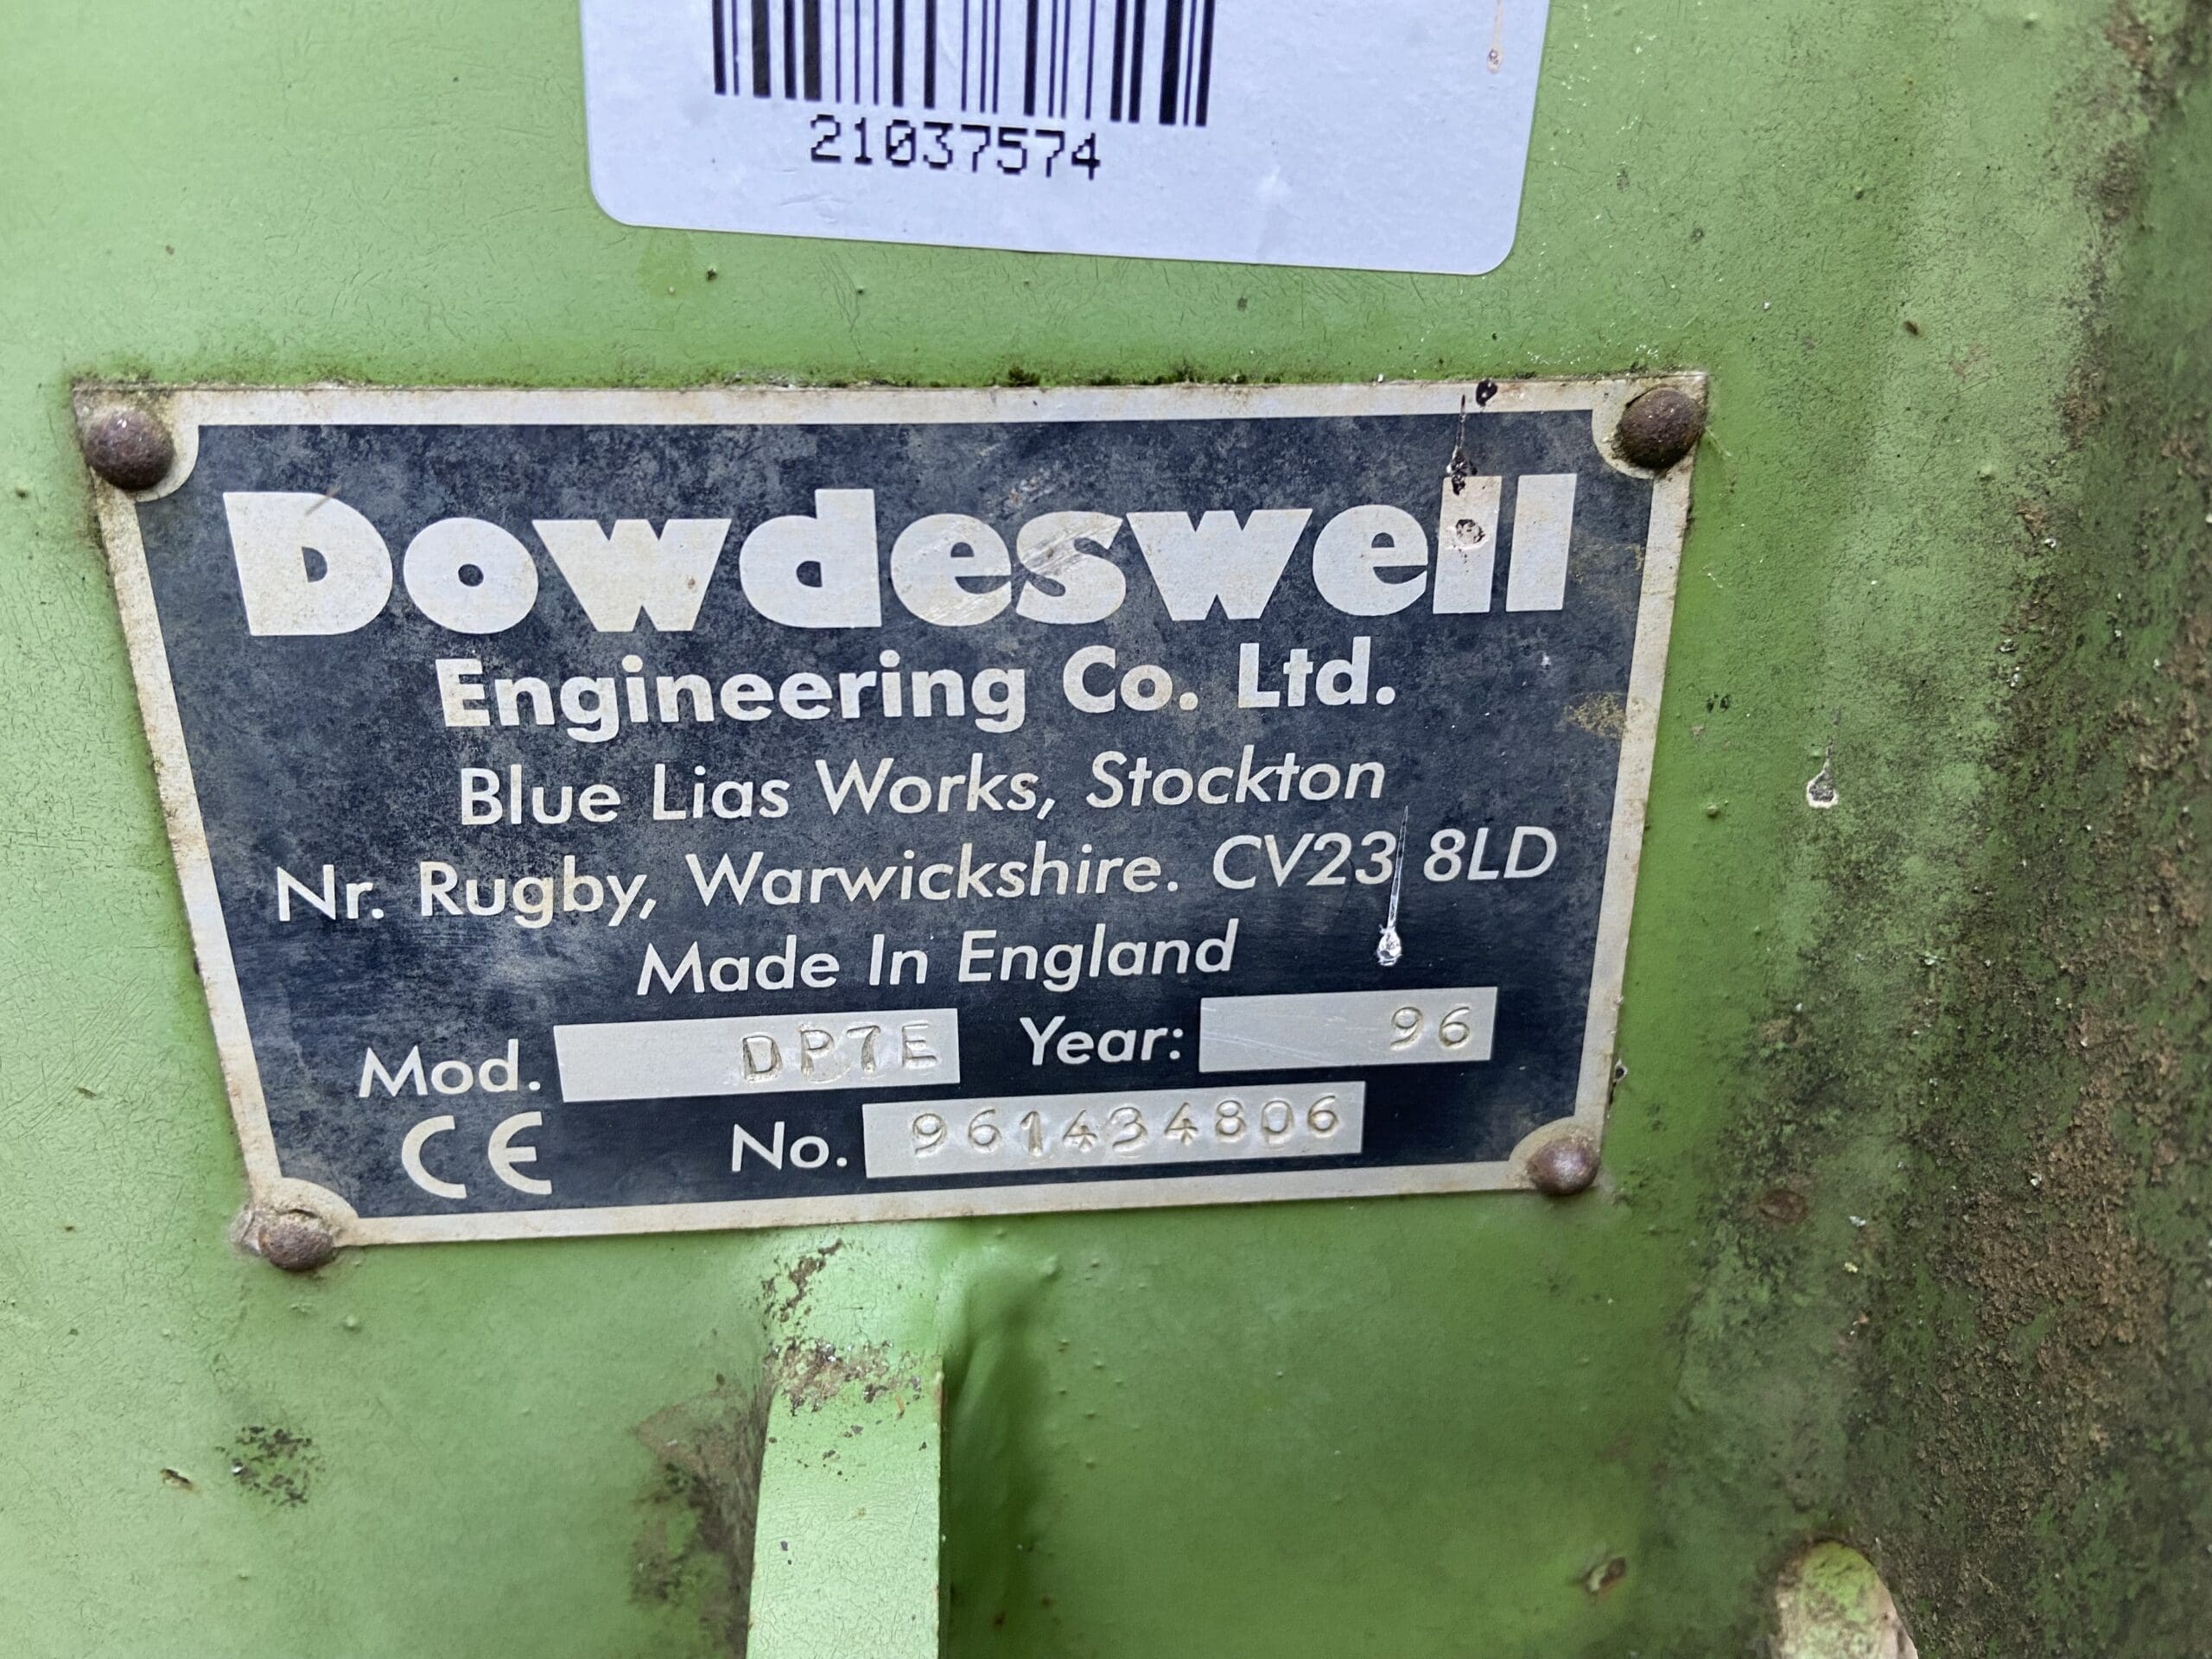 21037574
Dowdeswell
Engineering Co. Ltd.
Blue Lias Works, Stockton
Nr. Rugby, Warwickshire. CV23 8LD
Made In England
Mod. DP7E Year: 96
CE No. 961434806